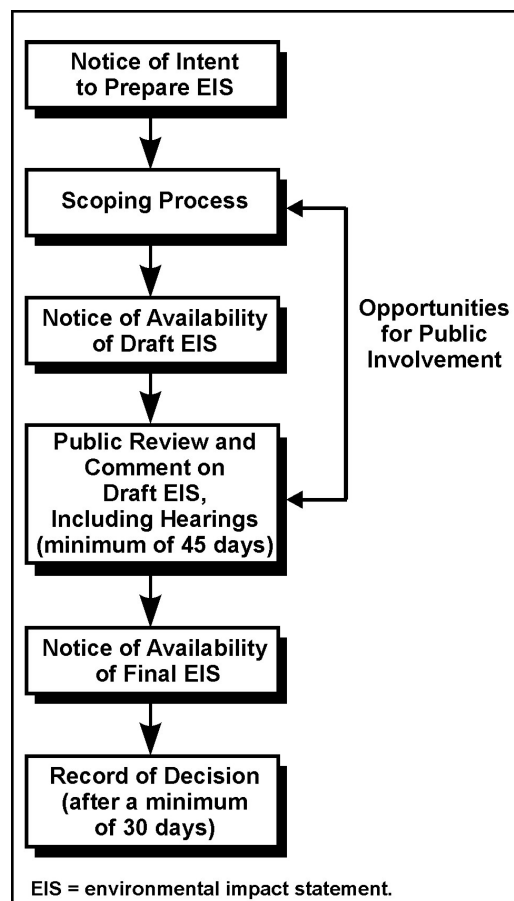 Notice of Intent
to Prepare EIS
Scoping Process
Opportunities
for Public
Involvement
Notice of Availability
of Draft EIS
Public Review and
Comment on
Draft EIS,
Including Hearings
(minimum of 45 days)
Notice of Availability
of Final EIS
Record of Decision
(after a minimum
of 30 days)
EIS = environmental impact statement.